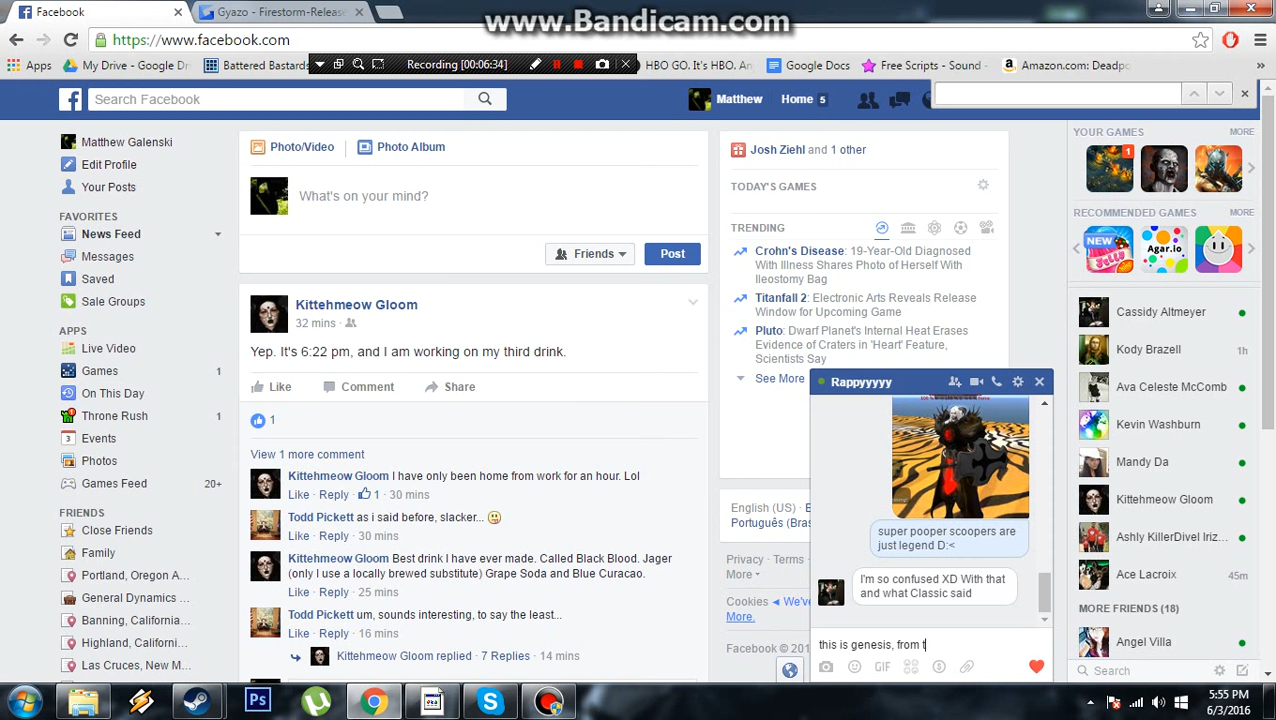 www.Bandicam.com
Facebook
Gyazo - Firestorm-Release
https://www.facebook.com
Apps
My Drive - Google Dr
Battered Bastards
Recording [00:06:34]
HBO GO. It's HBO. An
Google Docs
Free Scripts - Sound
Amazon.com: Deadpo
Search Facebook
Matthew
Home 5
Matthew Galenski
Edit Profile
Your Posts
FAVORITES
News Feed
Messages
Saved
Sale Groups
APPS
Live Video
Games 1
On This Day
Throne Rush 1
3 Events
Photos
Games Feed 20+
FRIENDS
Close Friends
Family
Portland, Oregon A...
General Dynamics ...
Banning, California...
Highland, Californi...
Las Cruces, New M...
Photo/Video
Photo Album
What's on your mind?
Friends
Post
Kittehmeow Gloom
32 mins ·
Yep. It's 6:22 pm, and I am working on my third drink.
Like Comment Share
1
View 1 more comment
Kittehmeow Gloom I have only been home from work for an hour. Lol
Like · Reply · 1 · 30 mins
Todd Pickett as i said before, slacker...
Like · Reply · 30 mins
Kittehmeow Gloom Best drink I have ever made. Called Black Blood. Jager
(only I use a locally brewed substitute) Grape Soda and Blue Curacao.
Like · Reply · 25 mins
Todd Pickett um, sounds interesting, to say the least...
Like · Reply · 16 mins
Kittehmeow Gloom replied · 7 Replies · 14 mins
Josh Ziehl and 1 other
TODAY'S GAMES
TRENDING
Crohn's Disease: 19-Year-Old Diagnosed
With Illness Shares Photo of Herself With
Ileostomy Bag
Titanfall 2: Electronic Arts Reveals Release
Window for Upcoming Game
Pluto: Dwarf Planet's Internal Heat Erases
Evidence of Craters in 'Heart' Feature,
Scientists Say
See More
English (US) · E
Português (Bras
Privacy · Terms ·
More
Cookies We've
More.
Facebook © 20
Rappyyyyy
super pooper scoopers are
just legend D:<
I'm so confused XD With that
and what Classic said
this is genesis, from t
GIF
YOUR GAMES MORE
1
RECOMMENDED GAMES MORE
NEW
Jelly
Agar.io
Cassidy Altmeyer
Kody Brazell 1h
Ava Celeste McComb
Kevin Washburn
Mandy Da
Kittehmeow Gloom
Ashly KillerDivel Iriz...
Ace Lacroix 45m
MORE FRIENDS (18)
Angel Villa
Search
Ps
5:55 PM
6/3/2016